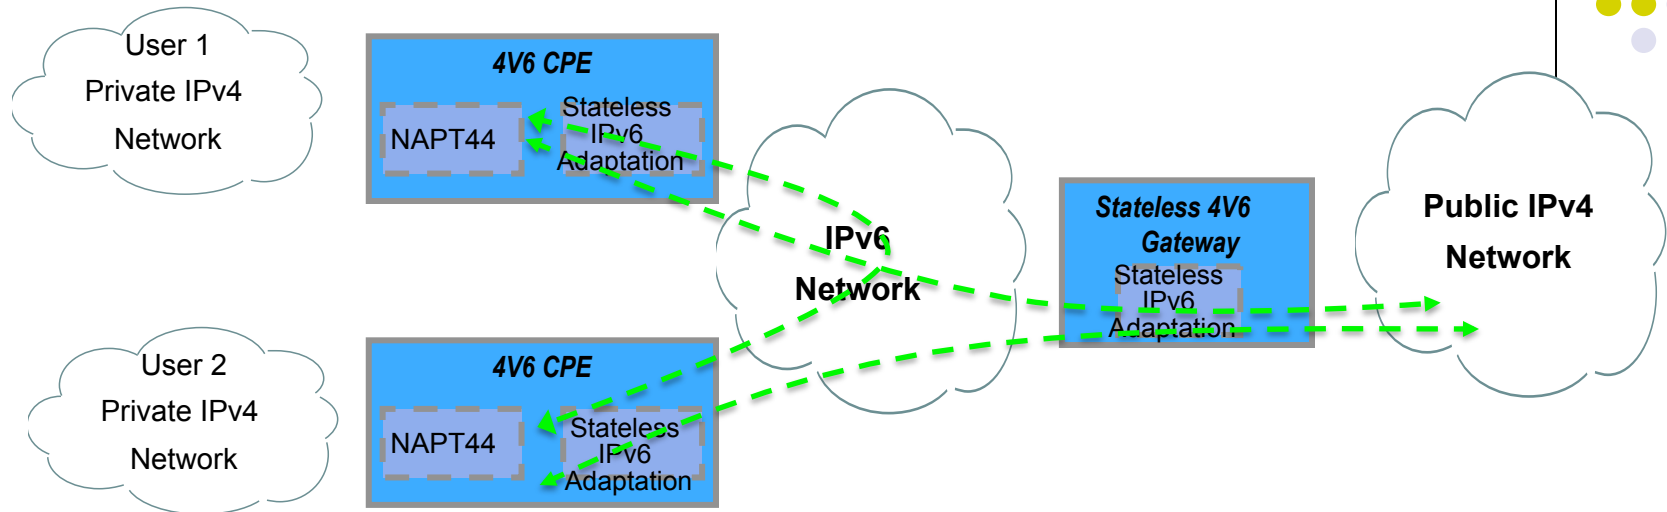 User 1
Private IPv4
Network
4V6 CPE
NAPT44
Stateless
IPv6
Adaptation
IPv6
Network
Stateless 4V6
Gateway
Stateless
IPv6
Adaptation
Public IPv4
Network
User 2
Private IPv4
Network
4V6 CPE
NAPT44
Stateless
IPv6
Adaptation